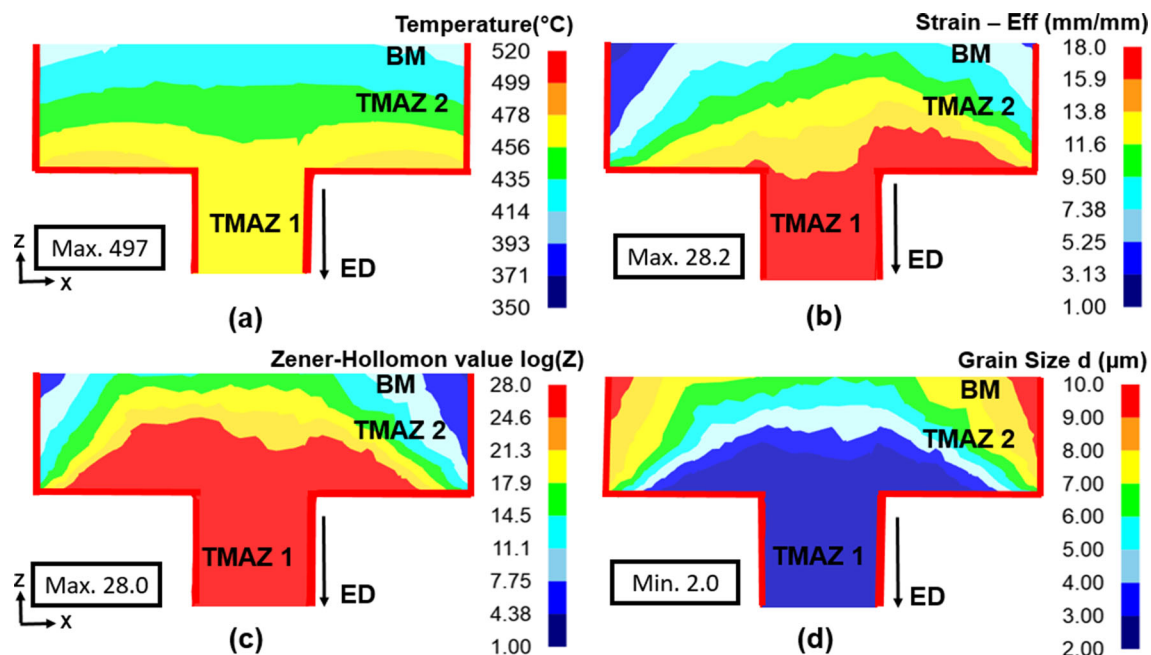 Temperature(°C)
BM
TMAZ 2
TMAZ 1
520
499
478
456
435
414
393
371
350
Max. 497
Z
X
ED
(a)
Strain – Eff (mm/mm)
BM
TMAZ 2
TMAZ 1
18.0
15.9
13.8
11.6
9.50
7.38
5.25
3.13
1.00
Max. 28.2
ED
(b)
Zener-Hollomon value log(Z)
BM
TMAZ 2
TMAZ 1
28.0
24.6
21.3
17.9
14.5
11.1
7.75
4.38
1.00
Max. 28.0
Z
X
ED
(c)
Grain Size d (µm)
BM
TMAZ 2
TMAZ 1
10.0
9.00
8.00
7.00
6.00
5.00
4.00
3.00
2.00
Min. 2.0
ED
(d)